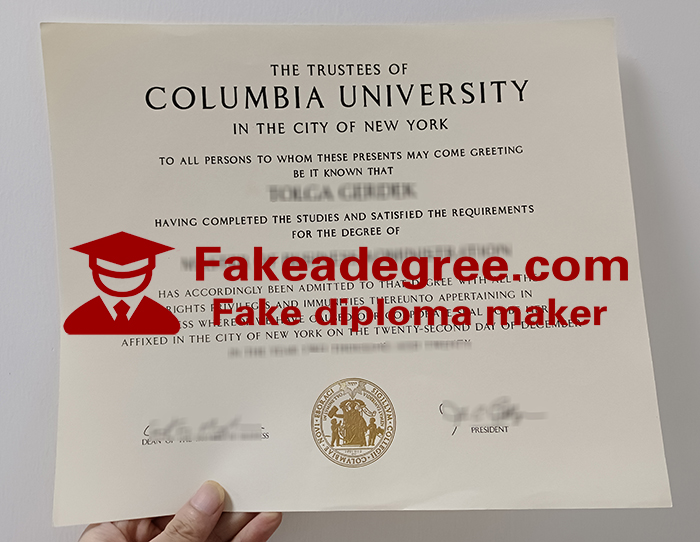 THE TRUSTEES OF
COLUMBIA UNIVERSITY
IN THE CITY OF NEW YORK
TO ALL PERSONS TO WHOM THESE PRESENTS MAY COME GREETING
BE IT KNOWN THAT
HAVING COMPLETED THE STUDIES AND SATISFIED THE REQUIREMENTS
FOR THE DEGREE OF
Fakeadegree.com
HAS ACCORDINGLY BEEN ADMITTED TO THAT DEGREE WITH ALL THE
RIGHTS PRIVILEGES AND IMMUNITIES THEREUNTO APPERTAINING IN
Fake diploma maker
AFFIXED IN THE CITY OF NEW YORK ON THE TWENTY-SECOND DAY OF DECEMBER
DEAN OF THE
PRESIDENT